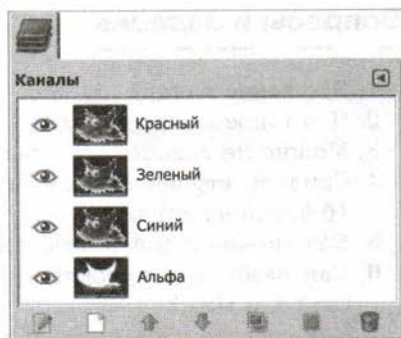 Каналы
Красный
Зеленый
Синий
Альфа